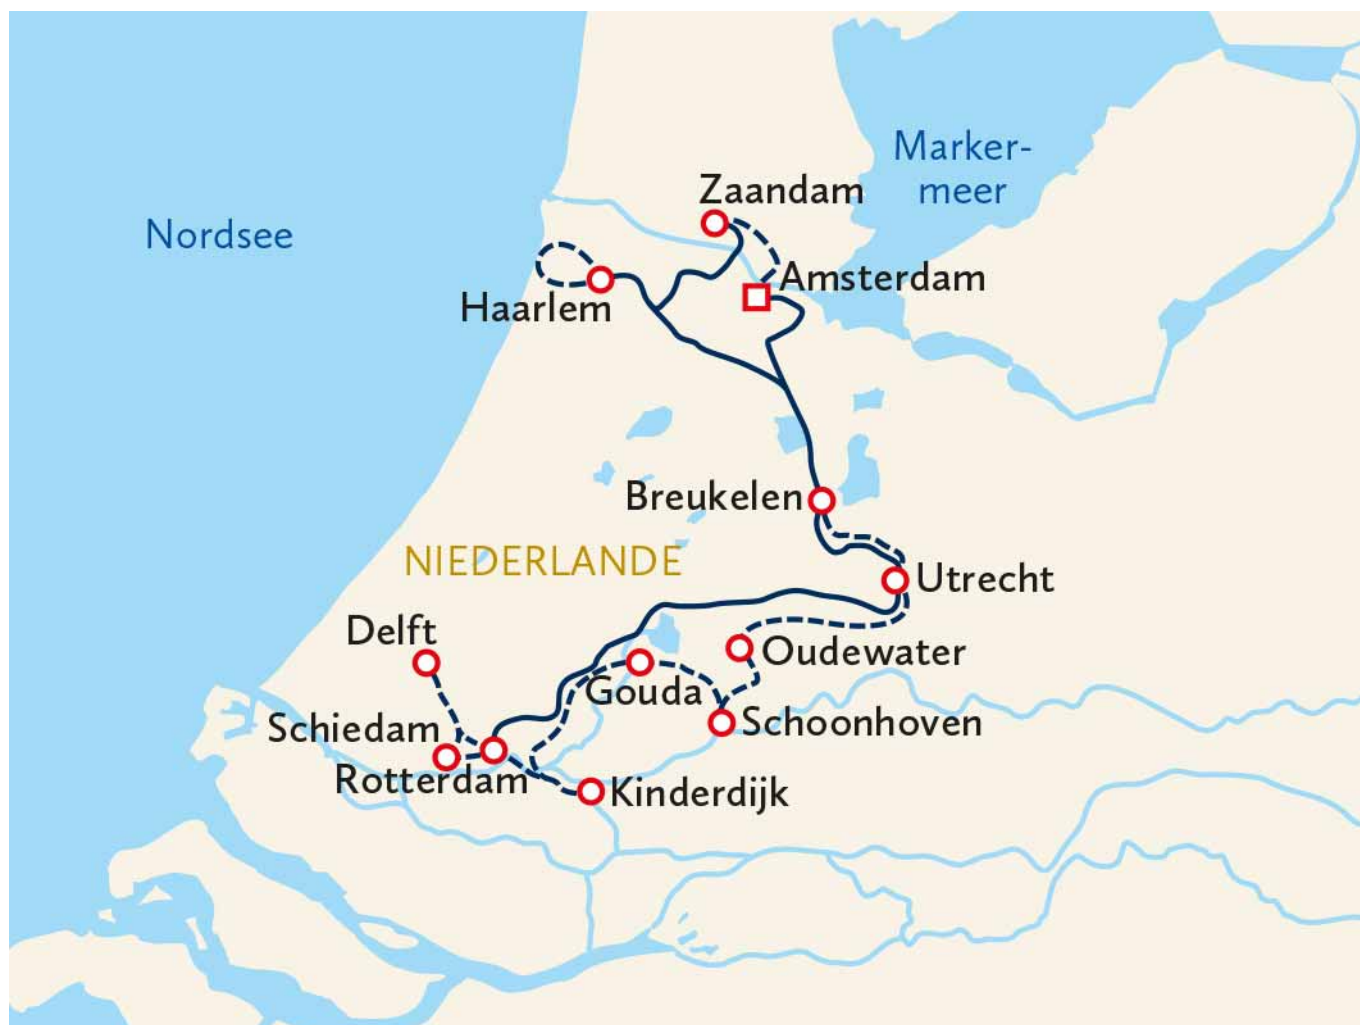 Marker-
meer
Zaandam
Nordsee
Amsterdam
Haarlem
Breukelen
NIEDERLANDE
Utrecht
Delft
Oudewater
Gouda
Schiedam
Schoonhoven
Rotterdam
Kinderdijk